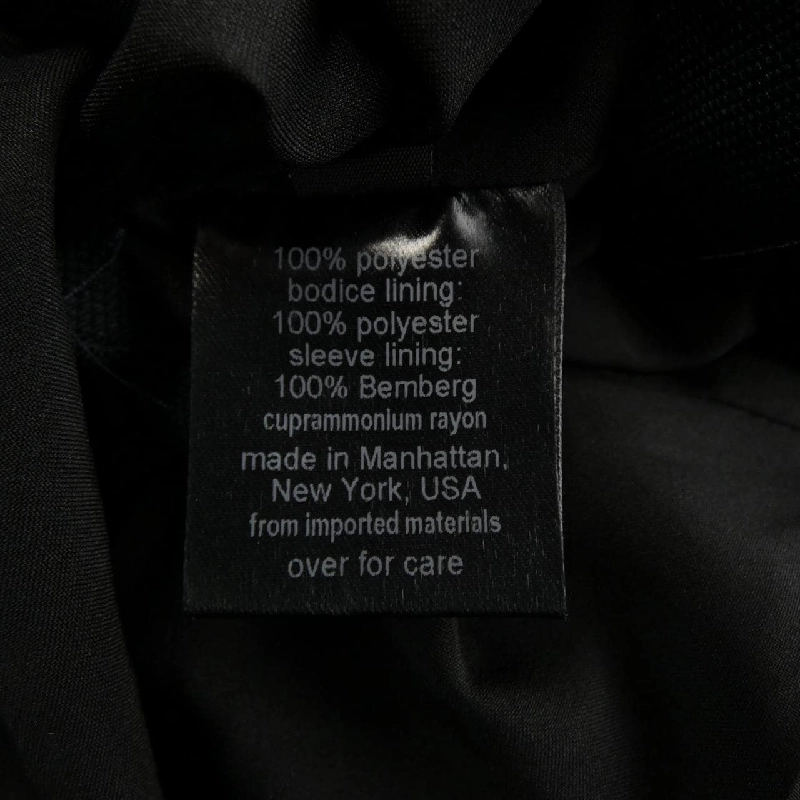 100% polyester
bodice lining:
100% polyester
sleeve lining:
100% Bemberg
cuprammonium rayon
made in Manhattan,
New York, USA
from imported materials
over for care